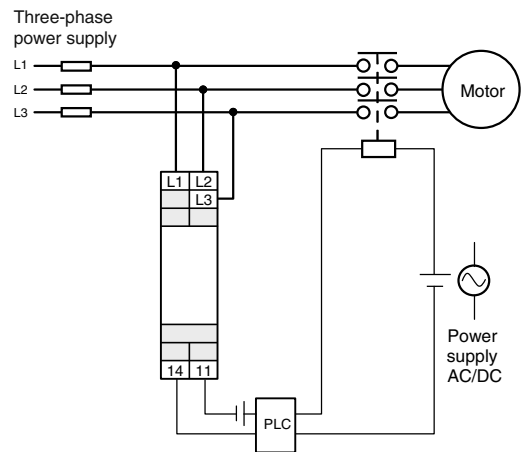 Three-phase
power supply
L1
L2
L3
Motor
L1 L2
L3
Power
supply
AC/DC
14 11
PLC